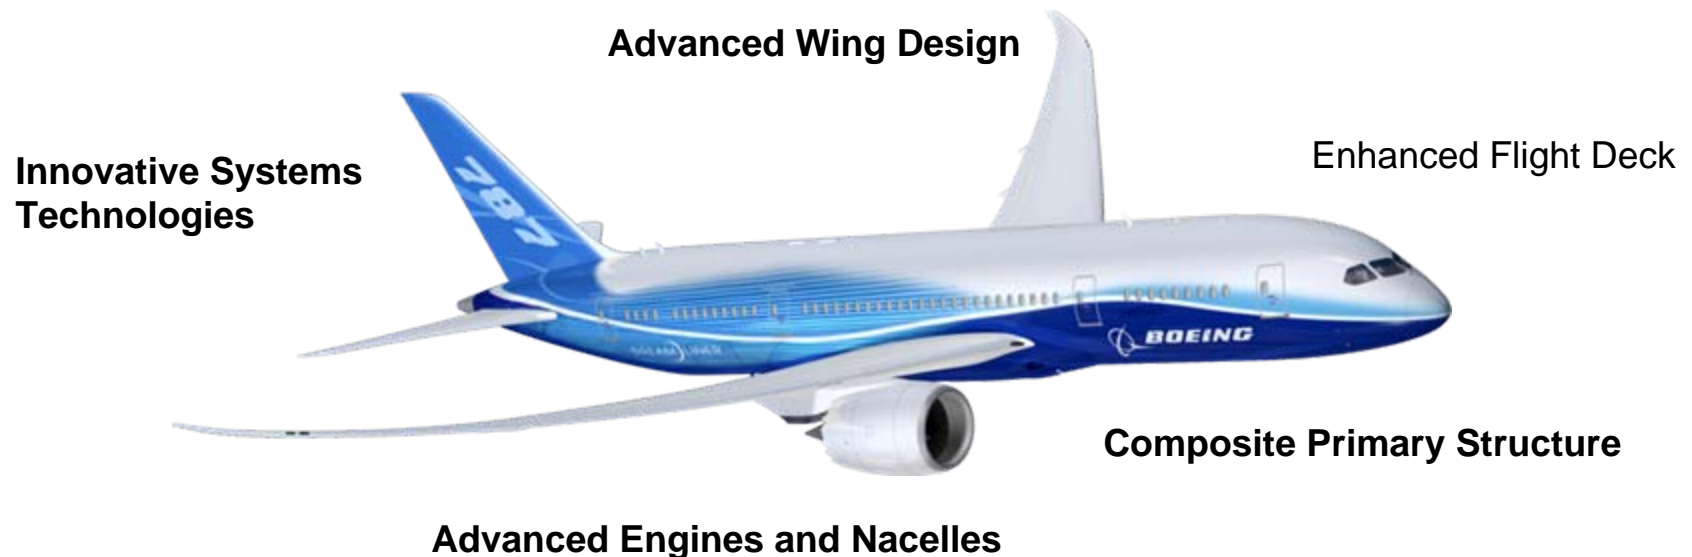 Advanced Wing Design
Enhanced Flight Deck
Innovative Systems
Technologies
787
BOEING
Composite Primary Structure
Advanced Engines and Nacelles